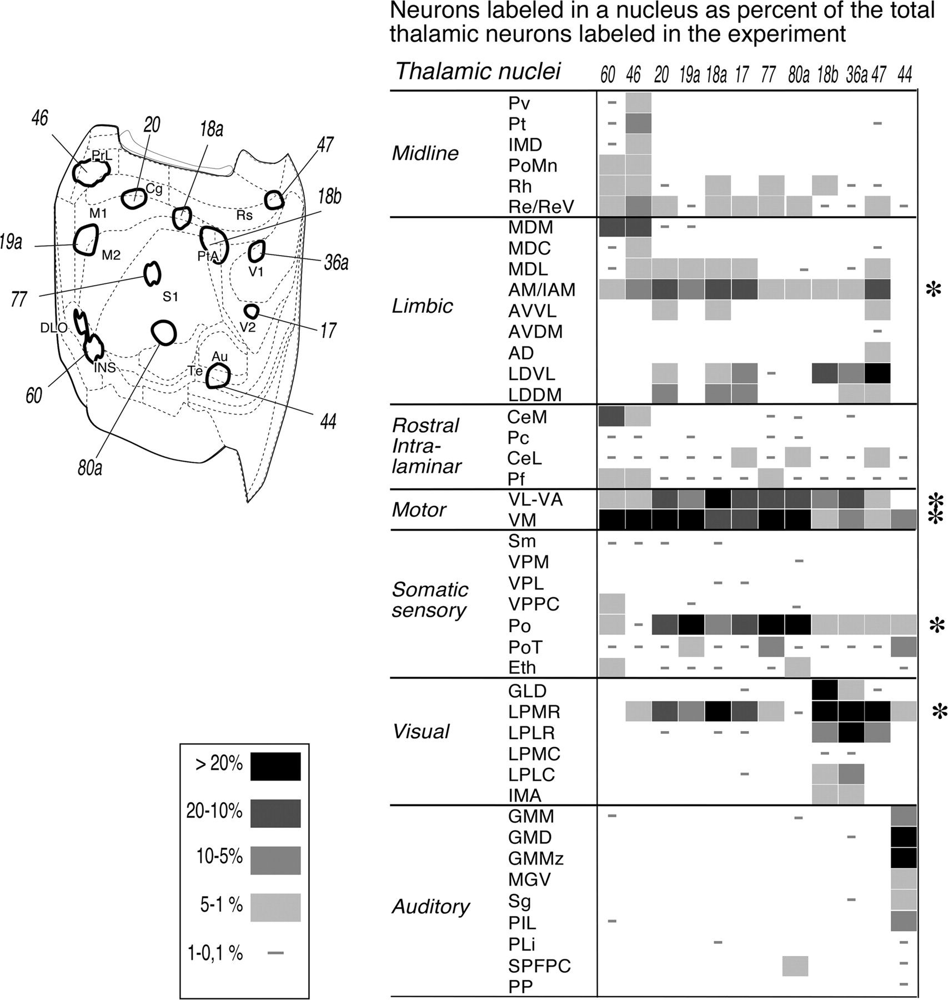 Neurons labeled in a nucleus as percent of the total
thalamic neurons labeled in the experiment
Thalamic nuclei 60 46 20 19a 18a 17 77 80a 18b 36a 47 44
Midline
Pv
Pt
IMD
PoMn
Rh
Re/ReV
Limbic
MDM
MDC
MDL
AM/IAM *
AVVL
AVDM
AD
LDVL
LDDM
Rostral
Intra-
laminar
CeM
Pc
CeL
Pf
Motor
VL-VA *
VM *
Somatic
sensory
Sm
VPM
VPL
VPPC
Po *
PoT
Eth
Visual
GLD
LPMR *
LPLR
LPMC
LPLC
IMA
Auditory
GMM
GMD
GMMz
MGV
Sg
PIL
PLi
SPFPC
PP
46
20
18a
47
18b
19a
36a
77
17
60
44
80a
PrL
Cg
M1
Rs
M2
PtA
V1
S1
DLO
V2
INS
Au
Te
> 20%
20-10%
10-5%
5-1 %
1-0,1 % –